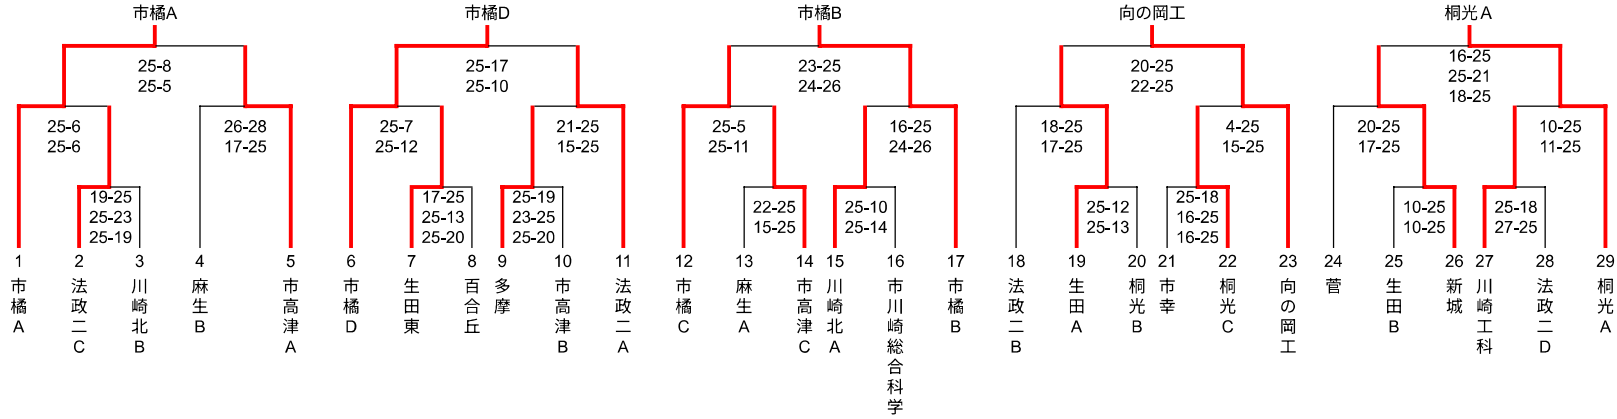 市橘A
市橘D
市橘B
向の岡工
桐光A
25-8
25-5
25-17
25-10
23-25
24-26
20-25
22-25
16-25
25-21
18-25
25-6
25-6
26-28
17-25
25-7
25-12
21-25
15-25
25-5
25-11
16-25
24-26
18-25
17-25
4-25
15-25
20-25
17-25
10-25
11-25
19-25
25-23
25-19
17-25
25-13
25-20
25-19
23-25
25-20
22-25
15-25
25-10
25-14
25-12
25-13
25-18
16-25
16-25
10-25
10-25
25-18
27-25
1
市橘A
2
法政二C
3
川崎北B
4
麻生B
5
市高津A
6
市橘D
7
生田東
8
百合丘
9
多摩
10
市高津B
11
法政二A
12
市橘C
13
麻生A
14
市高津C
15
川崎北A
16
市川崎総合科学
17
市橘B
18
法政二B
19
生田A
20
桐光B
21
市幸
22
桐光C
23
向の岡工
24
菅
25
生田B
26
新城
27
川崎工科
28
法政二D
29
桐光A